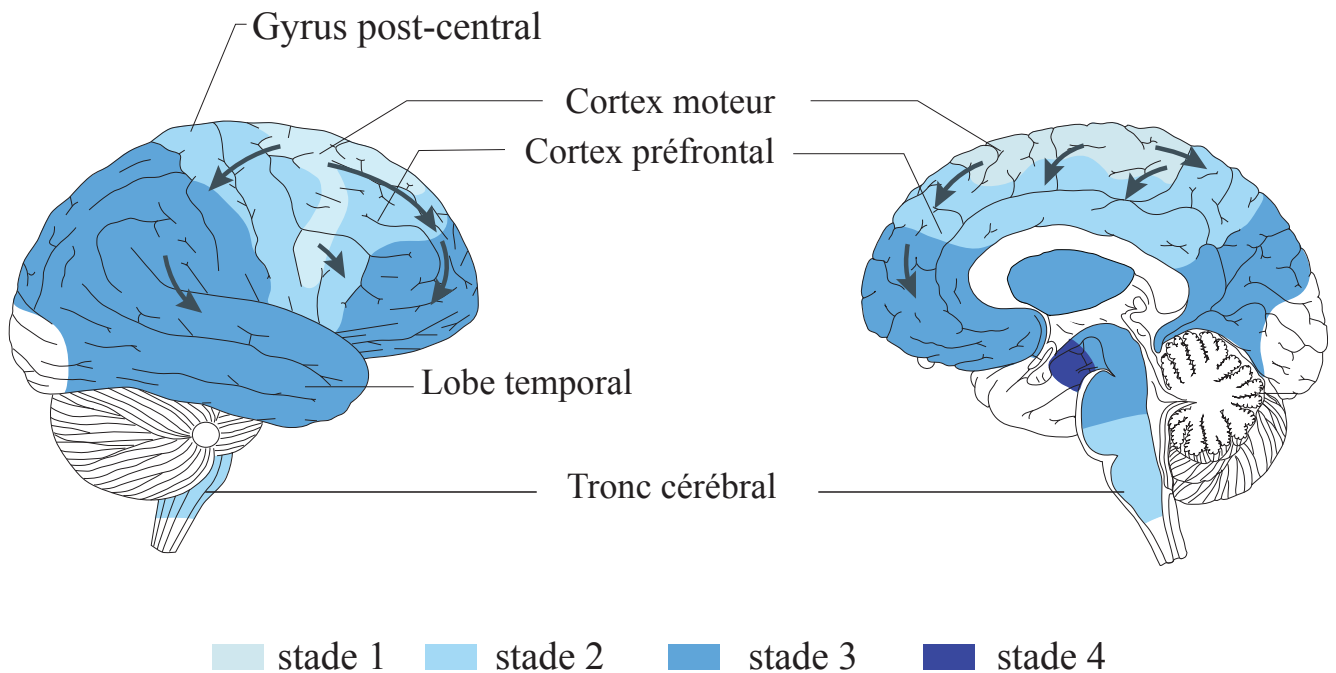 Gyrus post-central
Cortex moteur
Cortex préfrontal
Lobe temporal
Tronc cérébral
stade 1 stade 2 stade 3 stade 4